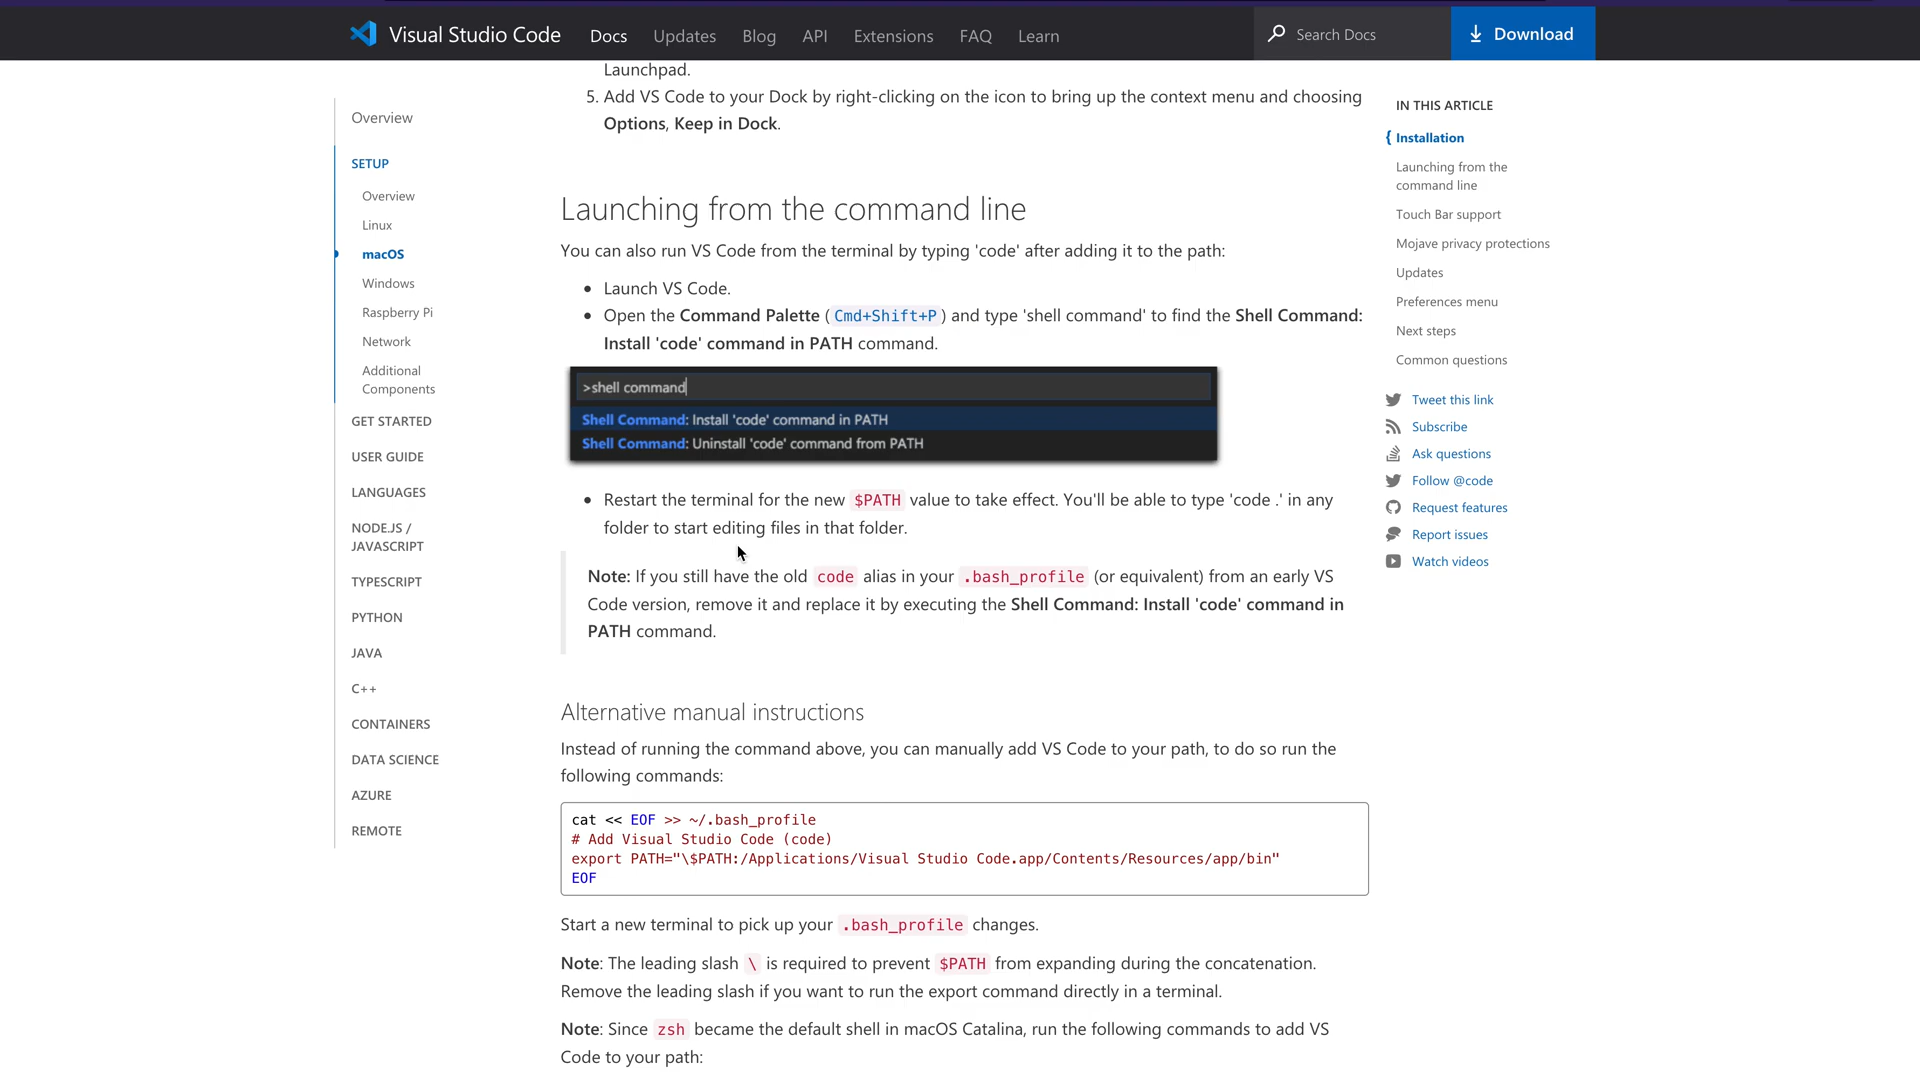 Visual Studio Code
Docs
Updates
Blog
API
Extensions
FAQ
Learn
Search Docs
Download
Overview
SETUP
Overview
Linux
macOS
Windows
Raspberry Pi
Network
Additional
Components
GET STARTED
USER GUIDE
LANGUAGES
NODE.JS /
JAVASCRIPT
TYPESCRIPT
PYTHON
JAVA
C++
CONTAINERS
DATA SCIENCE
AZURE
REMOTE
Launchpad.
5. Add VS Code to your Dock by right-clicking on the icon to bring up the context menu and choosing
Options, Keep in Dock.
Launching from the command line
You can also run VS Code from the terminal by typing 'code' after adding it to the path:
• Launch VS Code.
• Open the Command Palette (Cmd+Shift+P) and type 'shell command' to find the Shell Command:
Install 'code' command in PATH command.
>shell command
Shell Command: Install 'code' command in PATH
Shell Command: Uninstall 'code' command from PATH
• Restart the terminal for the new $PATH value to take effect. You'll be able to type 'code .' in any
folder to start editing files in that folder.
Note: If you still have the old code alias in your .bash_profile (or equivalent) from an early VS
Code version, remove it and replace it by executing the Shell Command: Install 'code' command in
PATH command.
Alternative manual instructions
Instead of running the command above, you can manually add VS Code to your path, to do so run the
following commands:
cat << EOF >> ~/.bash_profile
# Add Visual Studio Code (code)
export PATH="\$PATH:/Applications/Visual Studio Code.app/Contents/Resources/app/bin"
EOF
Start a new terminal to pick up your .bash_profile changes.
Note: The leading slash \ is required to prevent $PATH from expanding during the concatenation.
Remove the leading slash if you want to run the export command directly in a terminal.
Note: Since zsh became the default shell in macOS Catalina, run the following commands to add VS
Code to your path:
IN THIS ARTICLE
{ Installation
Launching from the
command line
Touch Bar support
Mojave privacy protections
Updates
Preferences menu
Next steps
Common questions
Tweet this link
Subscribe
Ask questions
Follow @code
Request features
Report issues
Watch videos